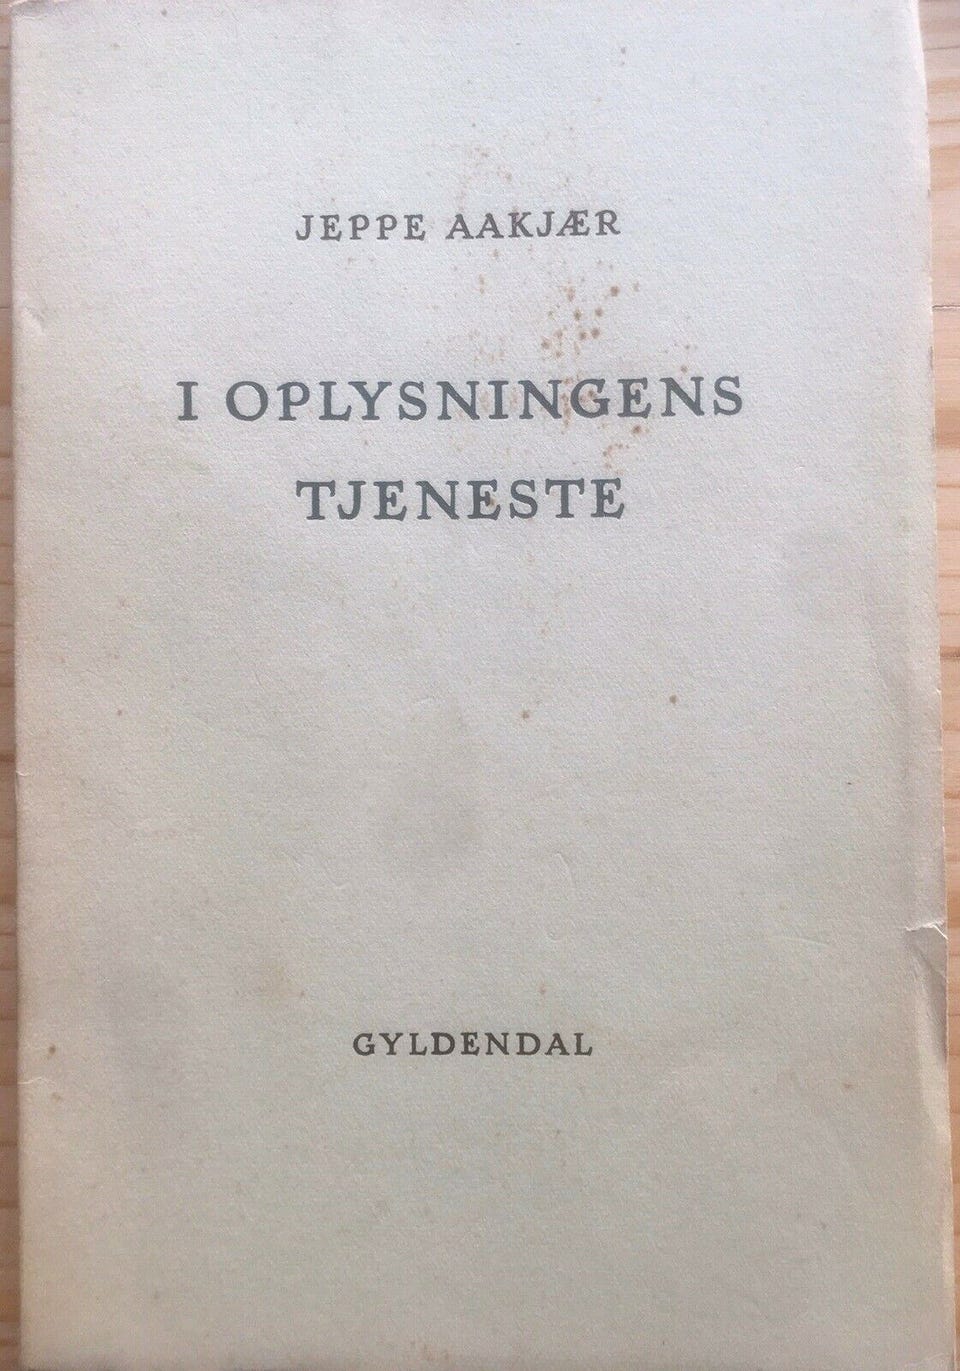 JEPPE AAKJÆR
I OPLYSNINGENS
TJENESTE
GYLDENDAL